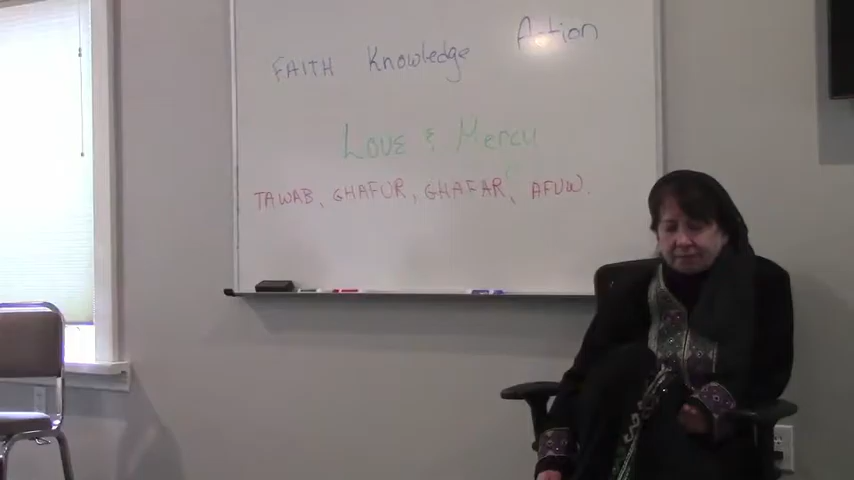 FAITH Knowledge Action
Love & Mercy
TAWAB, GHAFUR, GHAFAR, AFUW.